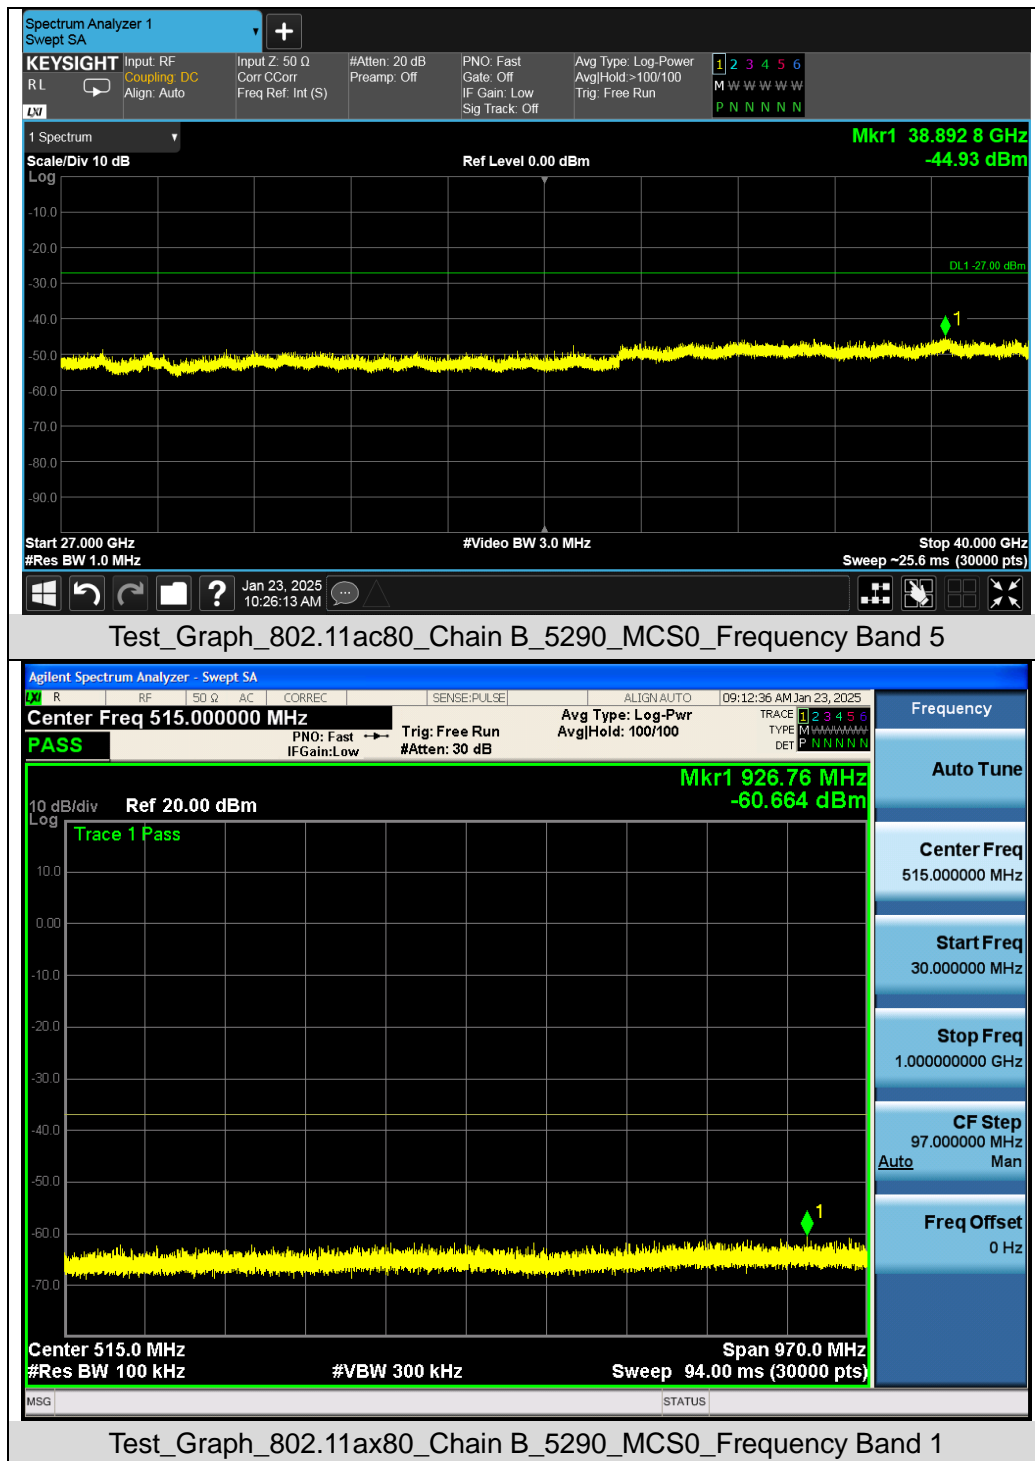 Spectrum Analyzer 1
Swept SA
KEYSIGHT
R L
LXI
Input: RF
Coupling: DC
Align: Auto
Input Z: 50 Ω
Corr CCorr
Freq Ref: Int (S)
#Atten: 20 dB
Preamp: Off
PNO: Fast
Gate: Off
IF Gain: Low
Sig Track: Off
Avg Type: Log-Power
Avg|Hold:>100/100
Trig: Free Run
1 2 3 4 5 6
M W W W W W
P N N N N N
1 Spectrum
Mkr1 38.892 8 GHz
-44.93 dBm
Scale/Div 10 dB
Ref Level 0.00 dBm
Log
-10.0
-20.0
DL1 -27.00 dBm
-30.0
-40.0
1
-50.0
-60.0
-70.0
-80.0
-90.0
Start 27.000 GHz
#Video BW 3.0 MHz
Stop 40.000 GHz
#Res BW 1.0 MHz
Sweep ~25.6 ms (30000 pts)
?
Jan 23, 2025
10:26:13 AM
Test_Graph_802.11ac80_Chain B_5290_MCS0_Frequency Band 5
Agilent Spectrum Analyzer - Swept SA
LXI R RF 50 Ω AC CORREC SENSE:PULSE ALIGN AUTO 09:12:36 AM Jan 23, 2025
Center Freq 515.000000 MHz
PASS
PNO: Fast
IFGain:Low
Trig: Free Run
#Atten: 30 dB
Avg Type: Log-Pwr
Avg|Hold: 100/100
TRACE 1 2 3 4 5 6
TYPE M WWWWW
DET P N N N N N
Mkr1 926.76 MHz
-60.664 dBm
10 dB/div
Ref 20.00 dBm
Log
Trace 1 Pass
10.0
0.00
-10.0
-20.0
-30.0
-40.0
-50.0
1
-60.0
-70.0
Center 515.0 MHz
Span 970.0 MHz
#Res BW 100 kHz
#VBW 300 kHz
Sweep 94.00 ms (30000 pts)
MSG
STATUS
Frequency
Auto Tune
Center Freq
515.000000 MHz
Start Freq
30.000000 MHz
Stop Freq
1.000000000 GHz
CF Step
97.000000 MHz
Auto Man
Freq Offset
0 Hz
Test_Graph_802.11ax80_Chain B_5290_MCS0_Frequency Band 1